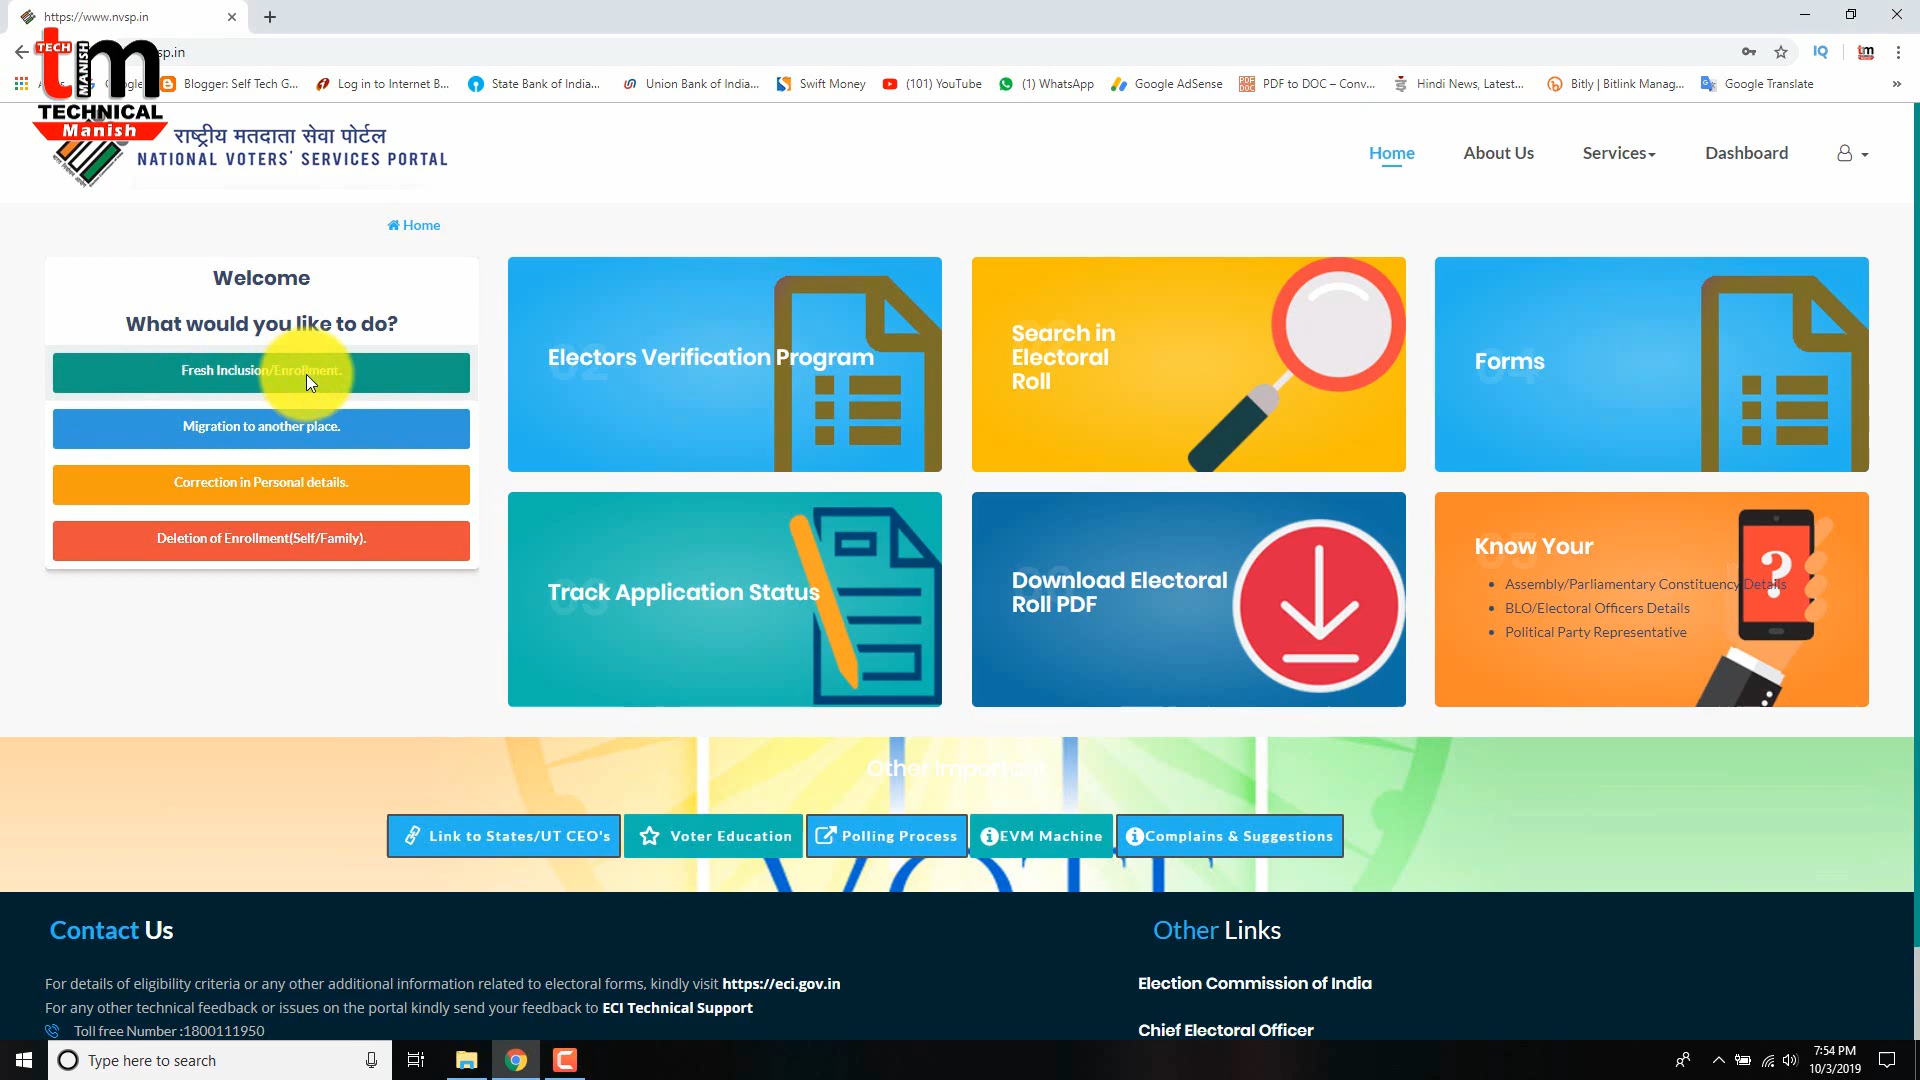 https://www.nvsp.in
sp.in
TECH
MANISH
tm
TECHNICAL
Manish
Google
Blogger: Self Tech G...
Log in to Internet B...
State Bank of India...
Union Bank of India...
Swift Money
(101) YouTube
(1) WhatsApp
Google AdSense
PDF to DOC – Conv...
Hindi News, Latest...
Bitly | Bitlink Manag...
Google Translate
»
राष्ट्रीय मतदाता सेवा पोर्टल
NATIONAL VOTERS' SERVICES PORTAL
Home
About Us
Services
Dashboard
Home
Welcome
What would you like to do?
Fresh Inclusion/Enrollment.
Migration to another place.
Correction in Personal details.
Deletion of Enrollment(Self/Family).
Electors Verification Program
Search in
Electoral
Roll
Forms
Track Application Status
Download Electoral
Roll PDF
Know Your
Assembly/Parliamentary Constituency Details
BLO/Electoral Officers Details
Political Party Representative
Other Important
Link to States/UT CEO's
Voter Education
Polling Process
EVM Machine
Complains & Suggestions
Contact Us
For details of eligibility criteria or any other additional information related to electoral forms, kindly visit https://eci.gov.in
For any other technical feedback or issues on the portal kindly send your feedback to ECI Technical Support
Toll free Number :1800111950
Other Links
Election Commission of India
Chief Electoral Officer
Type here to search
7:54 PM
10/3/2019